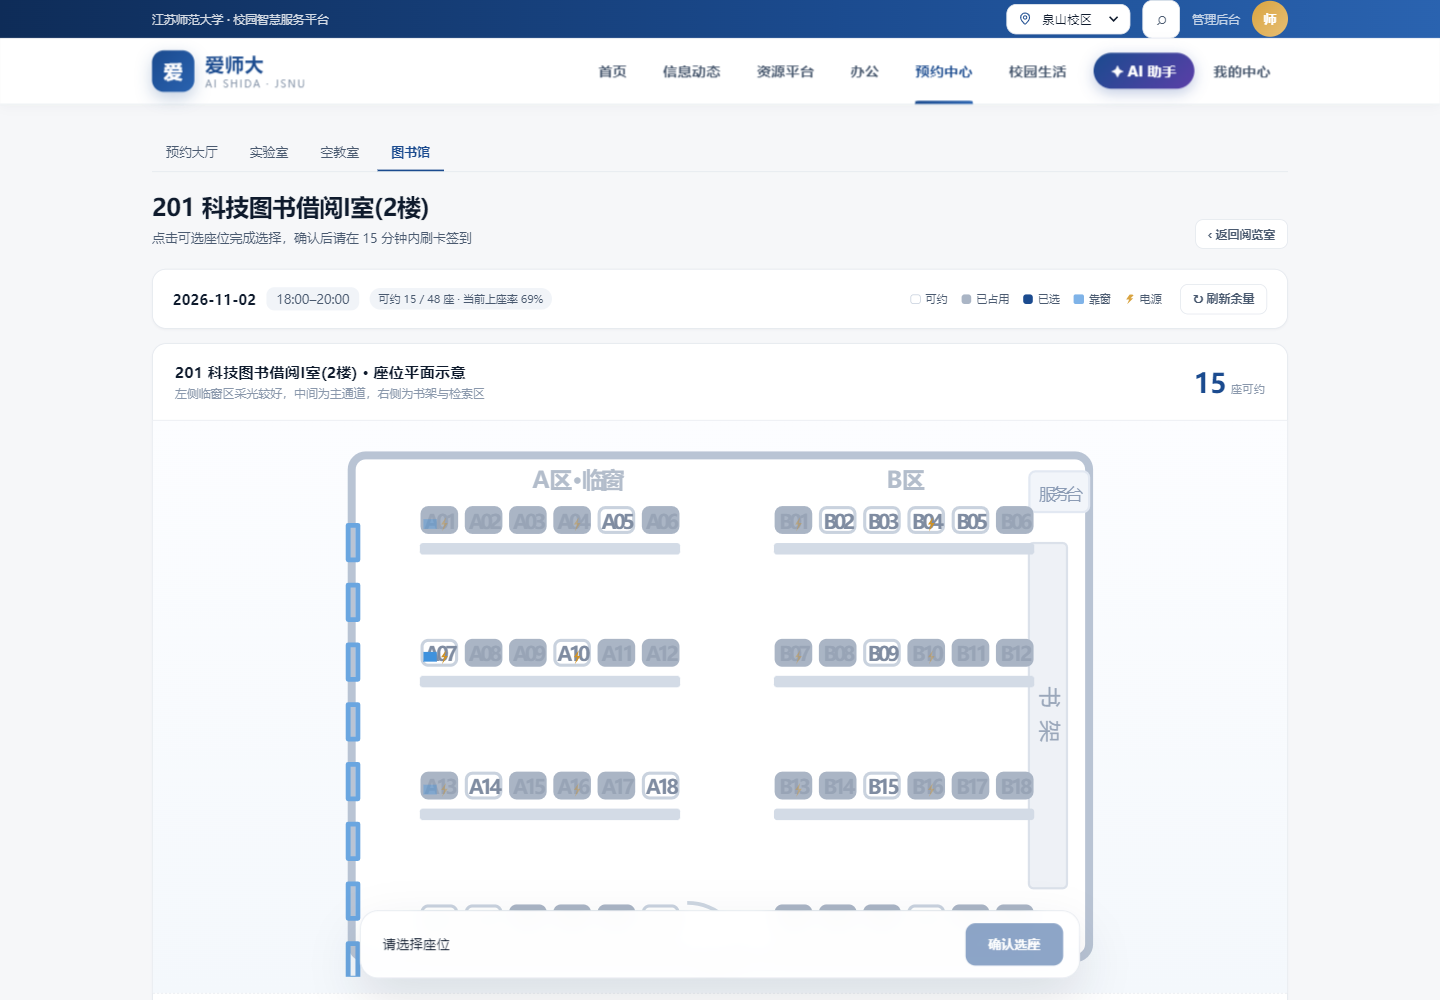 江苏师范大学 · 校园智慧服务平台
泉山校区
管理后台
师
爱
爱师大
AI SHIDA · JSNU
首页
信息动态
资源平台
办公
预约中心
校园生活
✦ AI 助手
我的中心
预约大厅
实验室
空教室
图书馆
201 科技图书借阅I室(2楼)
点击可选座位完成选择，确认后请在 15 分钟内刷卡签到
‹ 返回阅览室
2026-11-02
18:00–20:00
可约 15 / 48 座 · 当前上座率 69%
可约
已占用
已选
靠窗
电源
↻ 刷新余量
201 科技图书借阅I室(2楼) • 座位平面示意
左侧临窗区采光较好，中间为主通道，右侧为书架与检索区
15 座可约
A区·临窗
B区
服务台
A01 A02 A03 A04 A05 A06
B01 B02 B03 B04 B05 B06
A07 A08 A09 A10 A11 A12
B07 B08 B09 B10 B11 B12
书架
A13 A14 A15 A16 A17 A18
B13 B14 B15 B16 B17 B18
请选择座位
确认选座